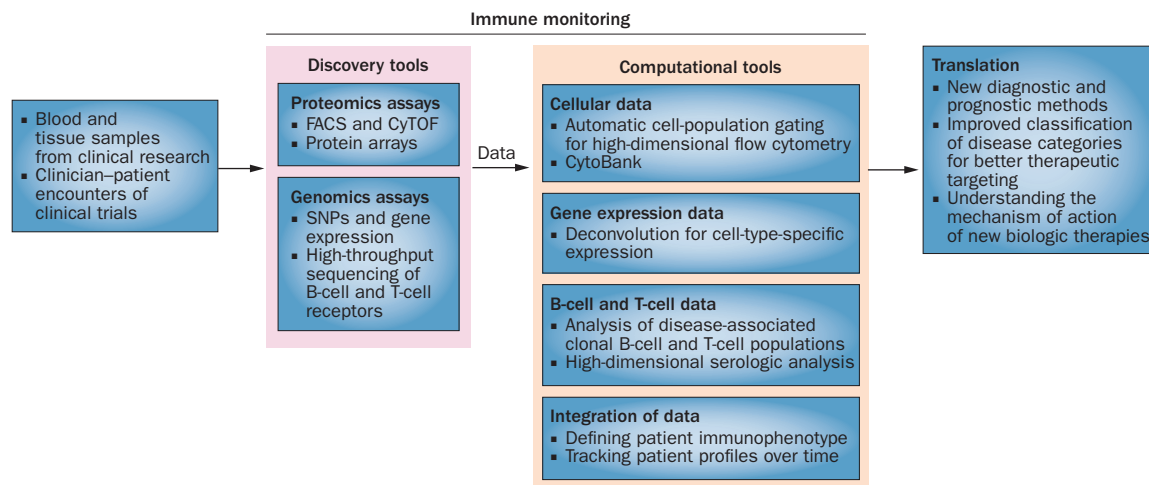 Immune monitoring
▪ Blood and
tissue samples
from clinical research
▪ Clinician–patient
encounters of
clinical trials
Discovery tools
Proteomics assays
▪ FACS and CyTOF
▪ Protein arrays
Genomics assays
▪ SNPs and gene
expression
▪ High-throughput
sequencing of
B-cell and T-cell
receptors
Data
Computational tools
Cellular data
▪ Automatic cell-population gating
for high-dimensional flow cytometry
▪ CytoBank
Gene expression data
▪ Deconvolution for cell-type-specific
expression
B-cell and T-cell data
▪ Analysis of disease-associated
clonal B-cell and T-cell populations
▪ High-dimensional serologic analysis
Integration of data
▪ Defining patient immunophenotype
▪ Tracking patient profiles over time
Translation
▪ New diagnostic and
prognostic methods
▪ Improved classification
of disease categories
for better therapeutic
targeting
▪ Understanding the
mechanism of action
of new biologic therapies